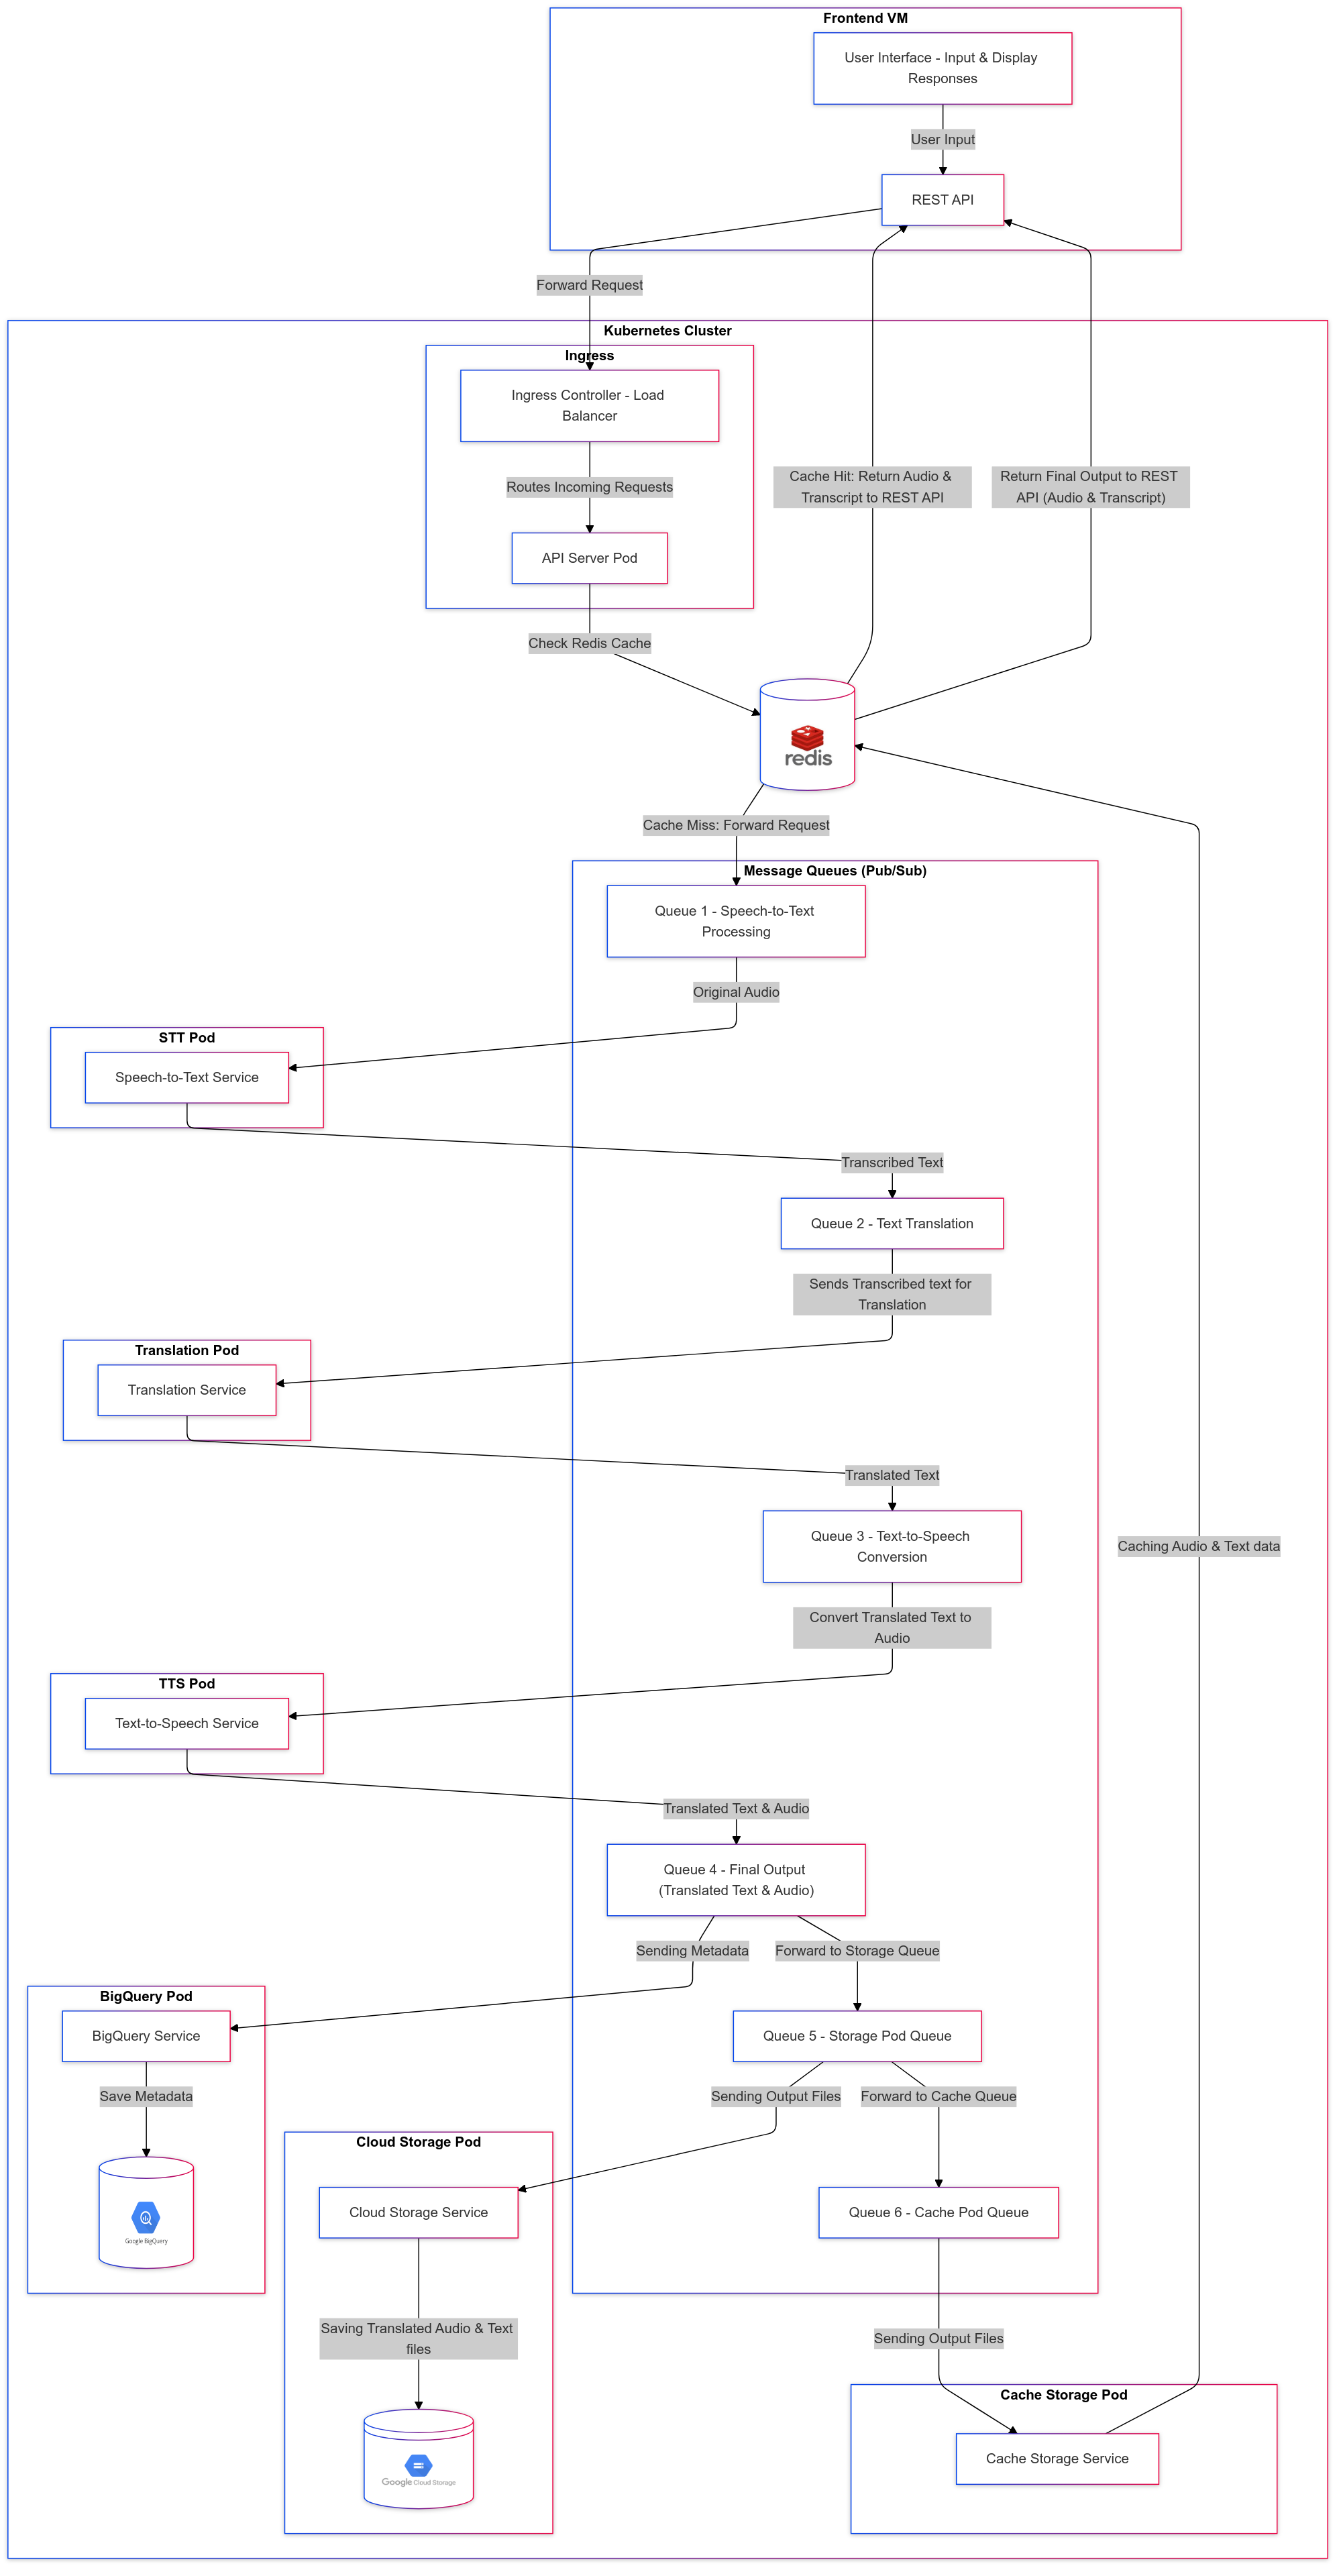 Frontend VM
User Interface - Input & Display
Responses
User Input
REST API
Forward Request
Kubernetes Cluster
Ingress
Ingress Controller - Load
Balancer
Routes Incoming Requests
Cache Hit: Return Audio &
Transcript to REST API
Return Final Output to REST
API (Audio & Transcript)
API Server Pod
Check Redis Cache
redis
Cache Miss: Forward Request
Message Queues (Pub/Sub)
Queue 1 - Speech-to-Text
Processing
Original Audio
STT Pod
Speech-to-Text Service
Transcribed Text
Queue 2 - Text Translation
Sends Transcribed text for
Translation
Translation Pod
Translation Service
Translated Text
Queue 3 - Text-to-Speech
Conversion
Caching Audio & Text data
Convert Translated Text to
Audio
TTS Pod
Text-to-Speech Service
Translated Text & Audio
Queue 4 - Final Output
(Translated Text & Audio)
Sending Metadata
Forward to Storage Queue
BigQuery Pod
BigQuery Service
Queue 5 - Storage Pod Queue
Save Metadata
Sending Output Files
Forward to Cache Queue
Cloud Storage Pod
Cloud Storage Service
Queue 6 - Cache Pod Queue
Google BigQuery
Saving Translated Audio & Text
files
Sending Output Files
Cache Storage Pod
Cache Storage Service
Google Cloud Storage